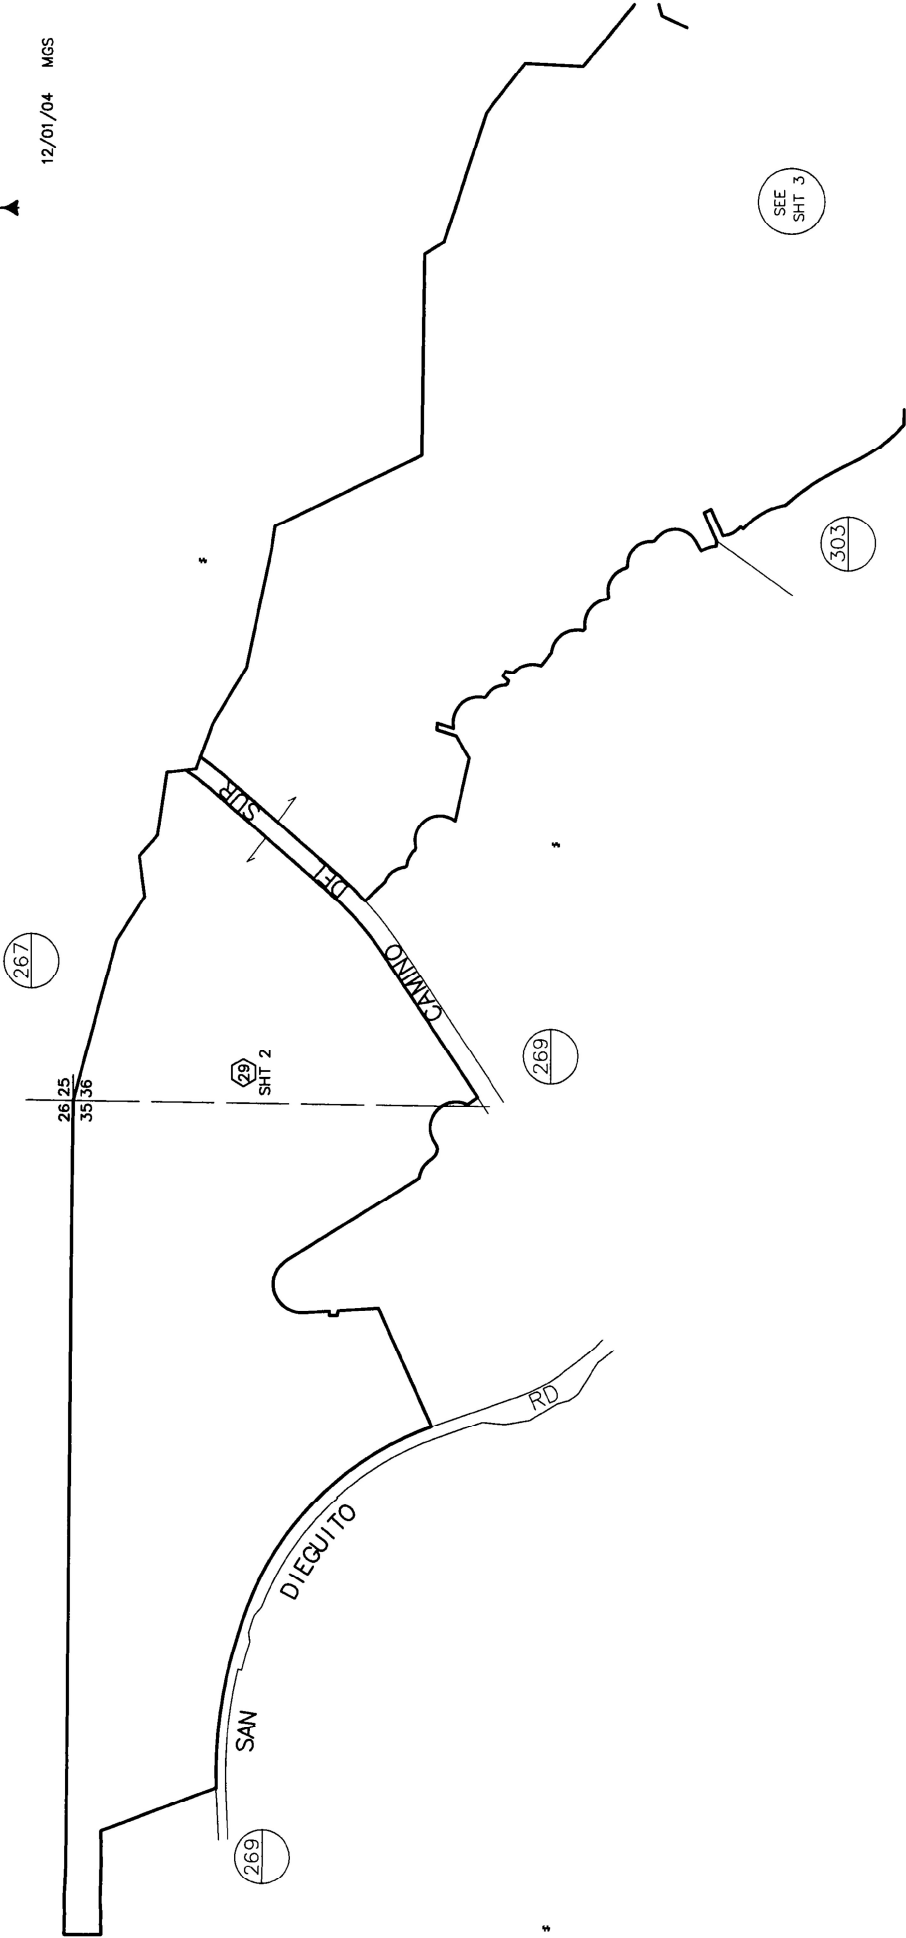 12/01/04 MGS
SEE
SHT 3
303
267
SUR
DEL
CAMINO
26 25
35 36
29
SHT 2
269
RD
DIEGUITO
SAN
269